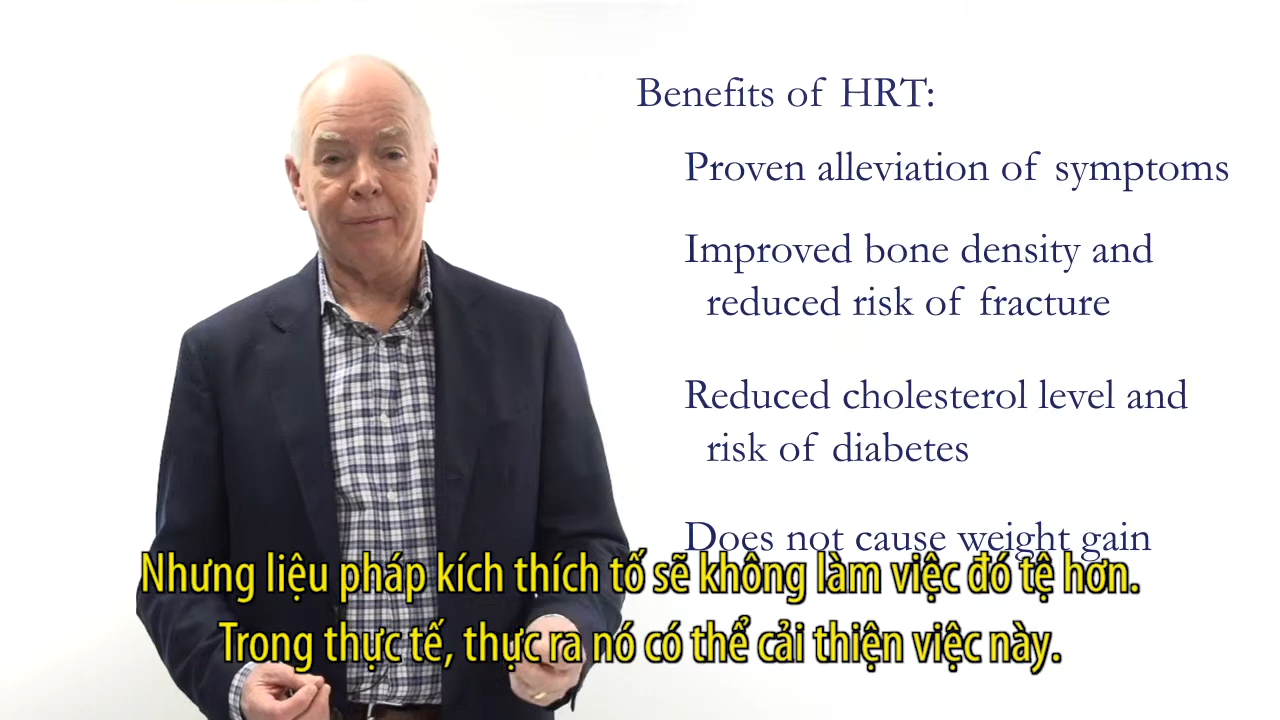 Benefits of HRT:
Proven alleviation of symptoms
Improved bone density and
reduced risk of fracture
Reduced cholesterol level and
risk of diabetes
Does not cause weight gain
Nhưng liệu pháp kích thích tố sẽ không làm việc đó tệ hơn.
Trong thực tế, thực ra nó có thể cải thiện việc này.